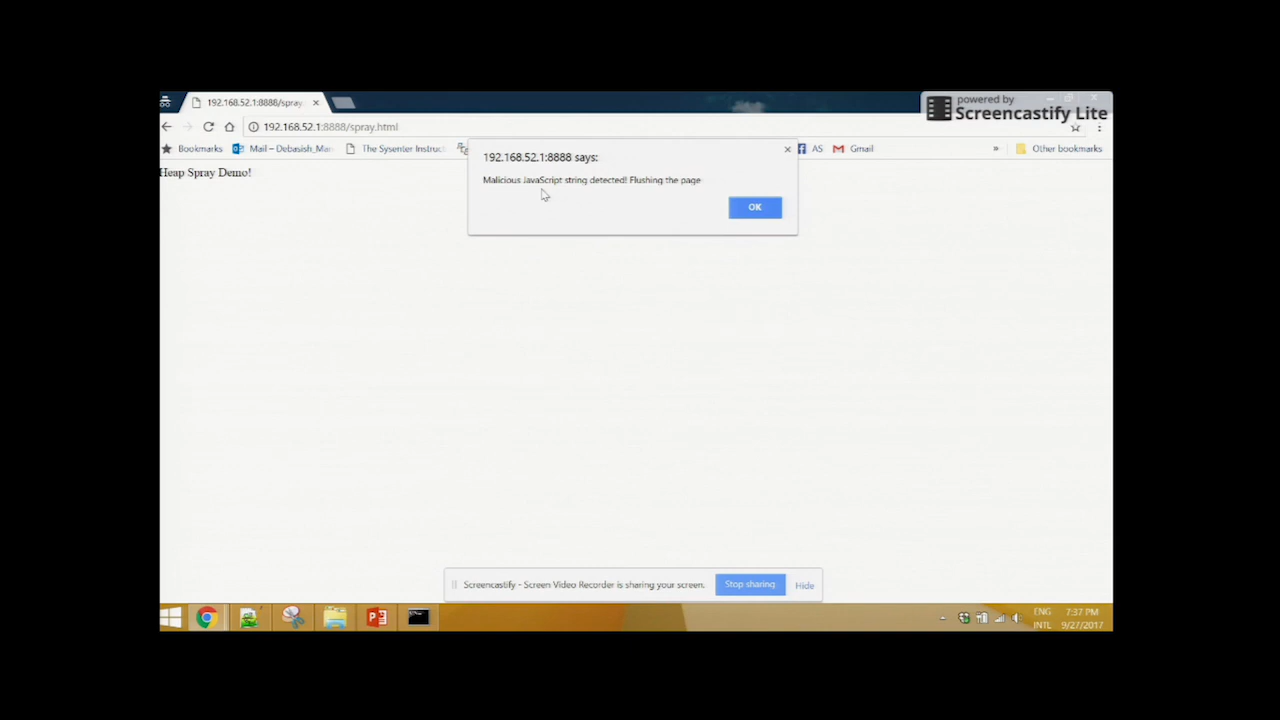 powered by
Screencastify Lite
192.168.52.1:8888/spray
192.168.52.1:8888/spray.html
Bookmarks
Mail – Debasish_Man
The Sysenter Instruc
AS
Gmail
»
Other bookmarks
Heap Spray Demo!
192.168.52.1:8888 says:
Malicious JavaScript string detected! Flushing the page
OK
Screencastify - Screen Video Recorder is sharing your screen.
Stop sharing
Hide
ENG
7:37 PM
INTL
9/27/2017